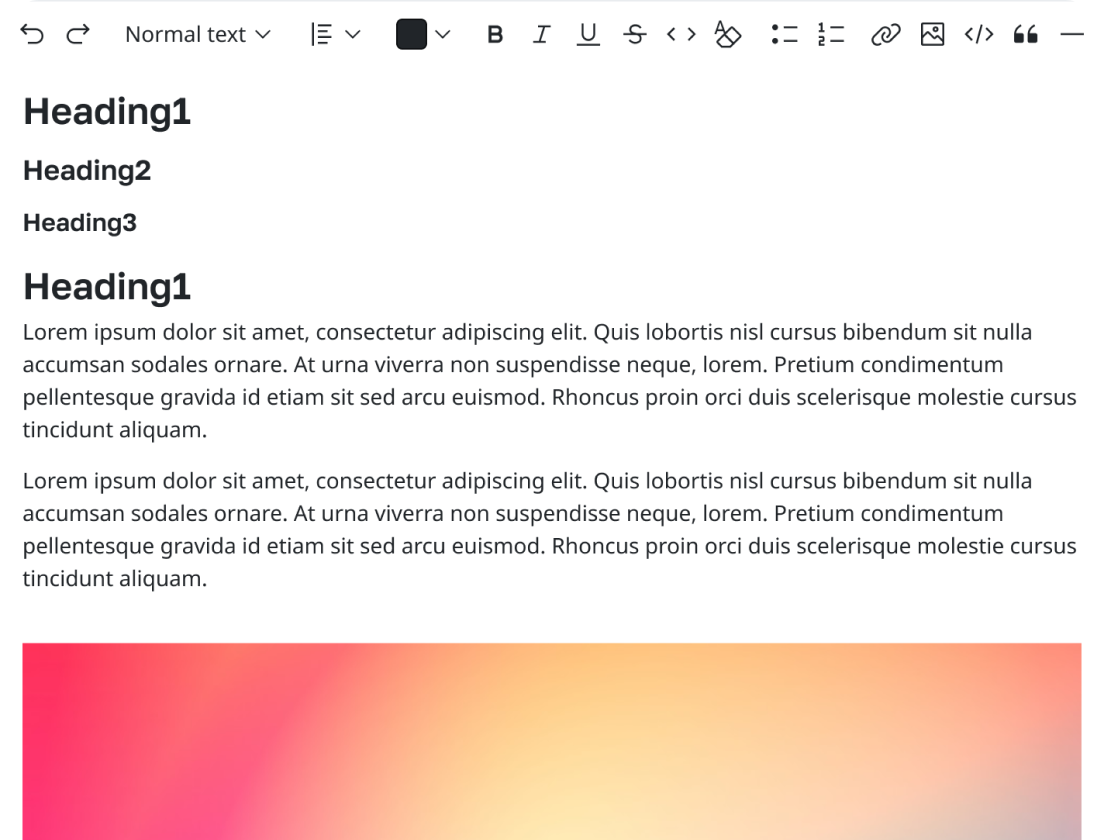 Normal text
Heading1
Heading2
Heading3
Heading1
Lorem ipsum dolor sit amet, consectetur adipiscing elit. Quis lobortis nisl cursus bibendum sit nulla
accumsan sodales ornare. At urna viverra non suspendisse neque, lorem. Pretium condimentum
pellentesque gravida id etiam sit sed arcu euismod. Rhoncus proin orci duis scelerisque molestie cursus
tincidunt aliquam.
Lorem ipsum dolor sit amet, consectetur adipiscing elit. Quis lobortis nisl cursus bibendum sit nulla
accumsan sodales ornare. At urna viverra non suspendisse neque, lorem. Pretium condimentum
pellentesque gravida id etiam sit sed arcu euismod. Rhoncus proin orci duis scelerisque molestie cursus
tincidunt aliquam.